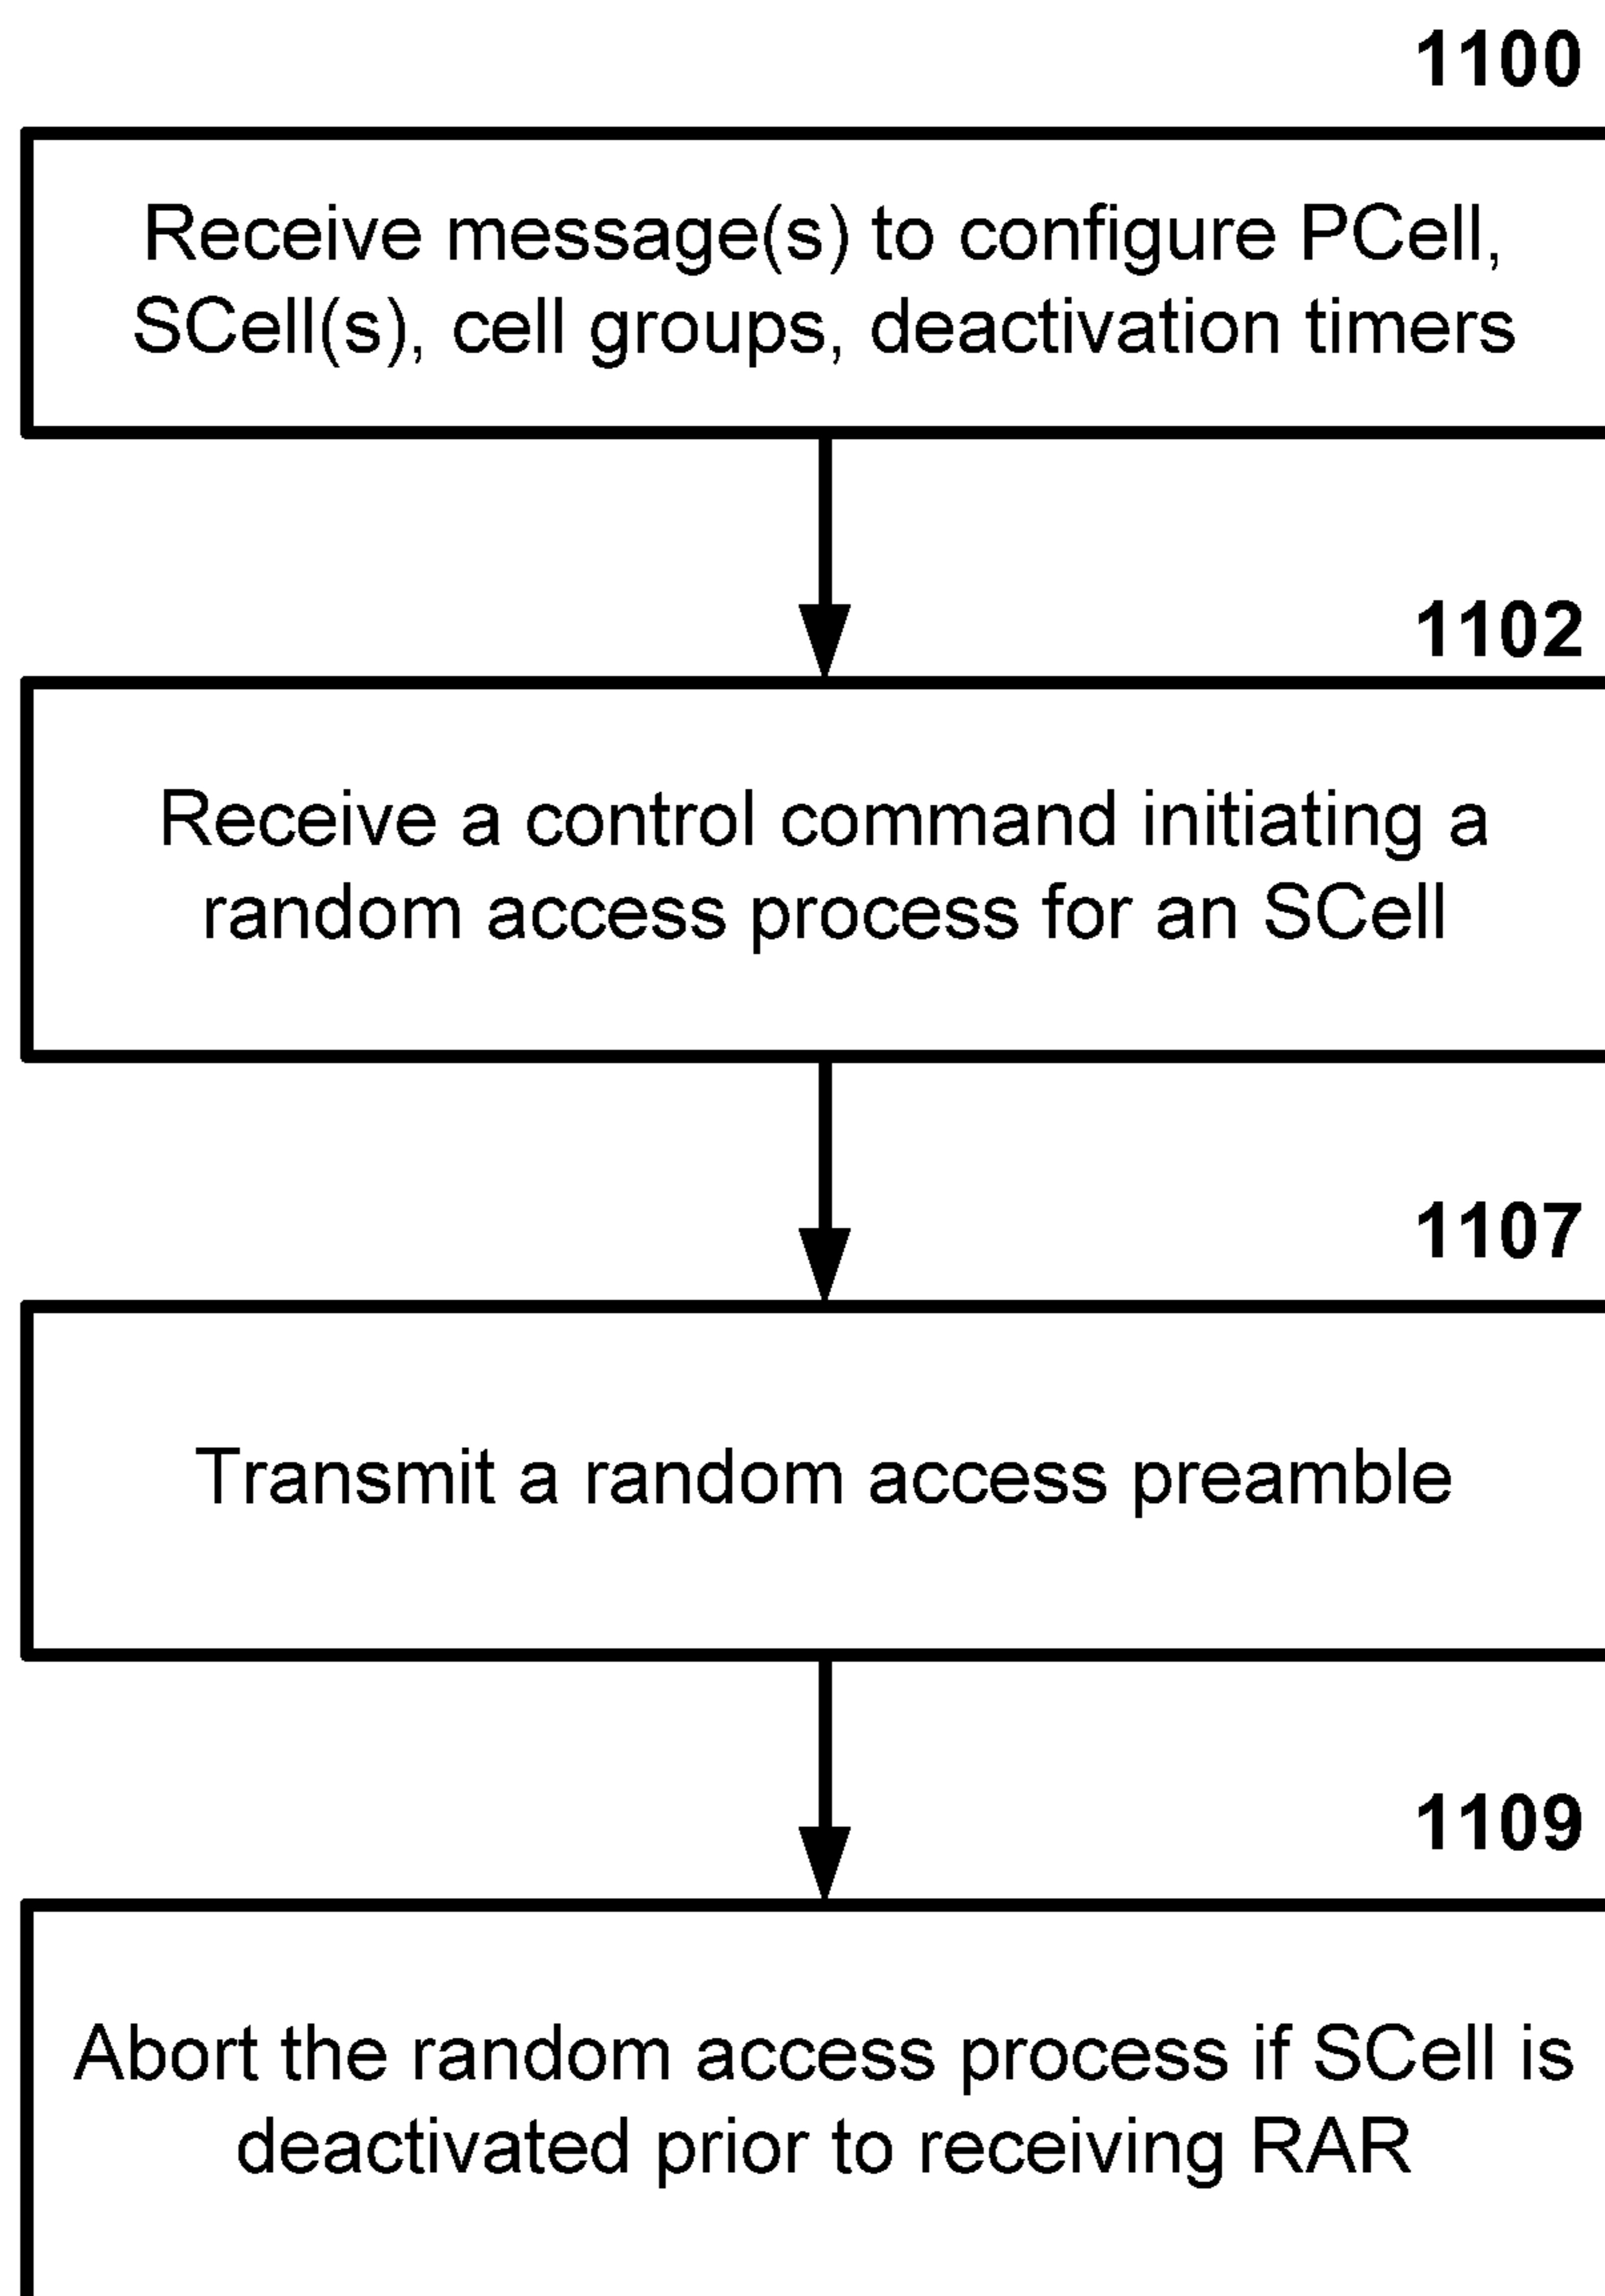 1100
Receive message(s) to configure PCell,
SCell(s), cell groups, deactivation timers
1102
Receive a control command initiating a
random access process for an SCell
1107
Transmit a random access preamble
1109
Abort the random access process if SCell is
deactivated prior to receiving RAR